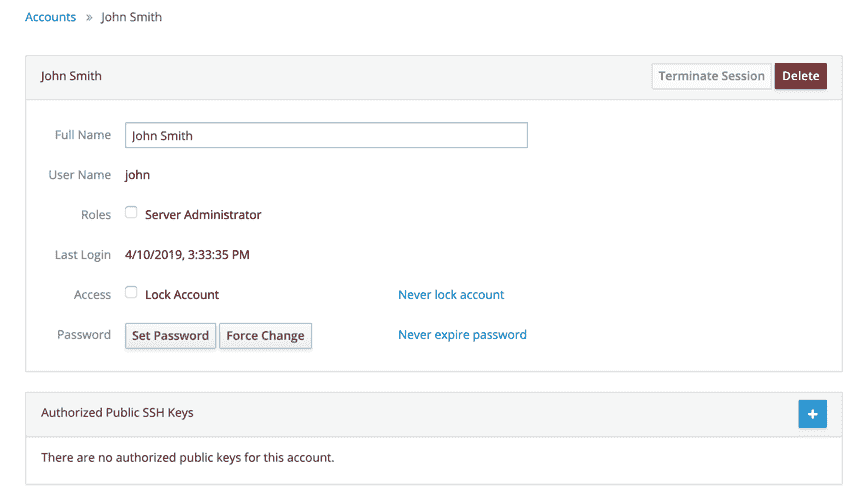 Accounts » John Smith
John Smith Terminate Session Delete
Full Name John Smith
User Name john
Roles Server Administrator
Last Login 4/10/2019, 3:33:35 PM
Access Lock Account Never lock account
Password Set Password Force Change Never expire password
Authorized Public SSH Keys +
There are no authorized public keys for this account.